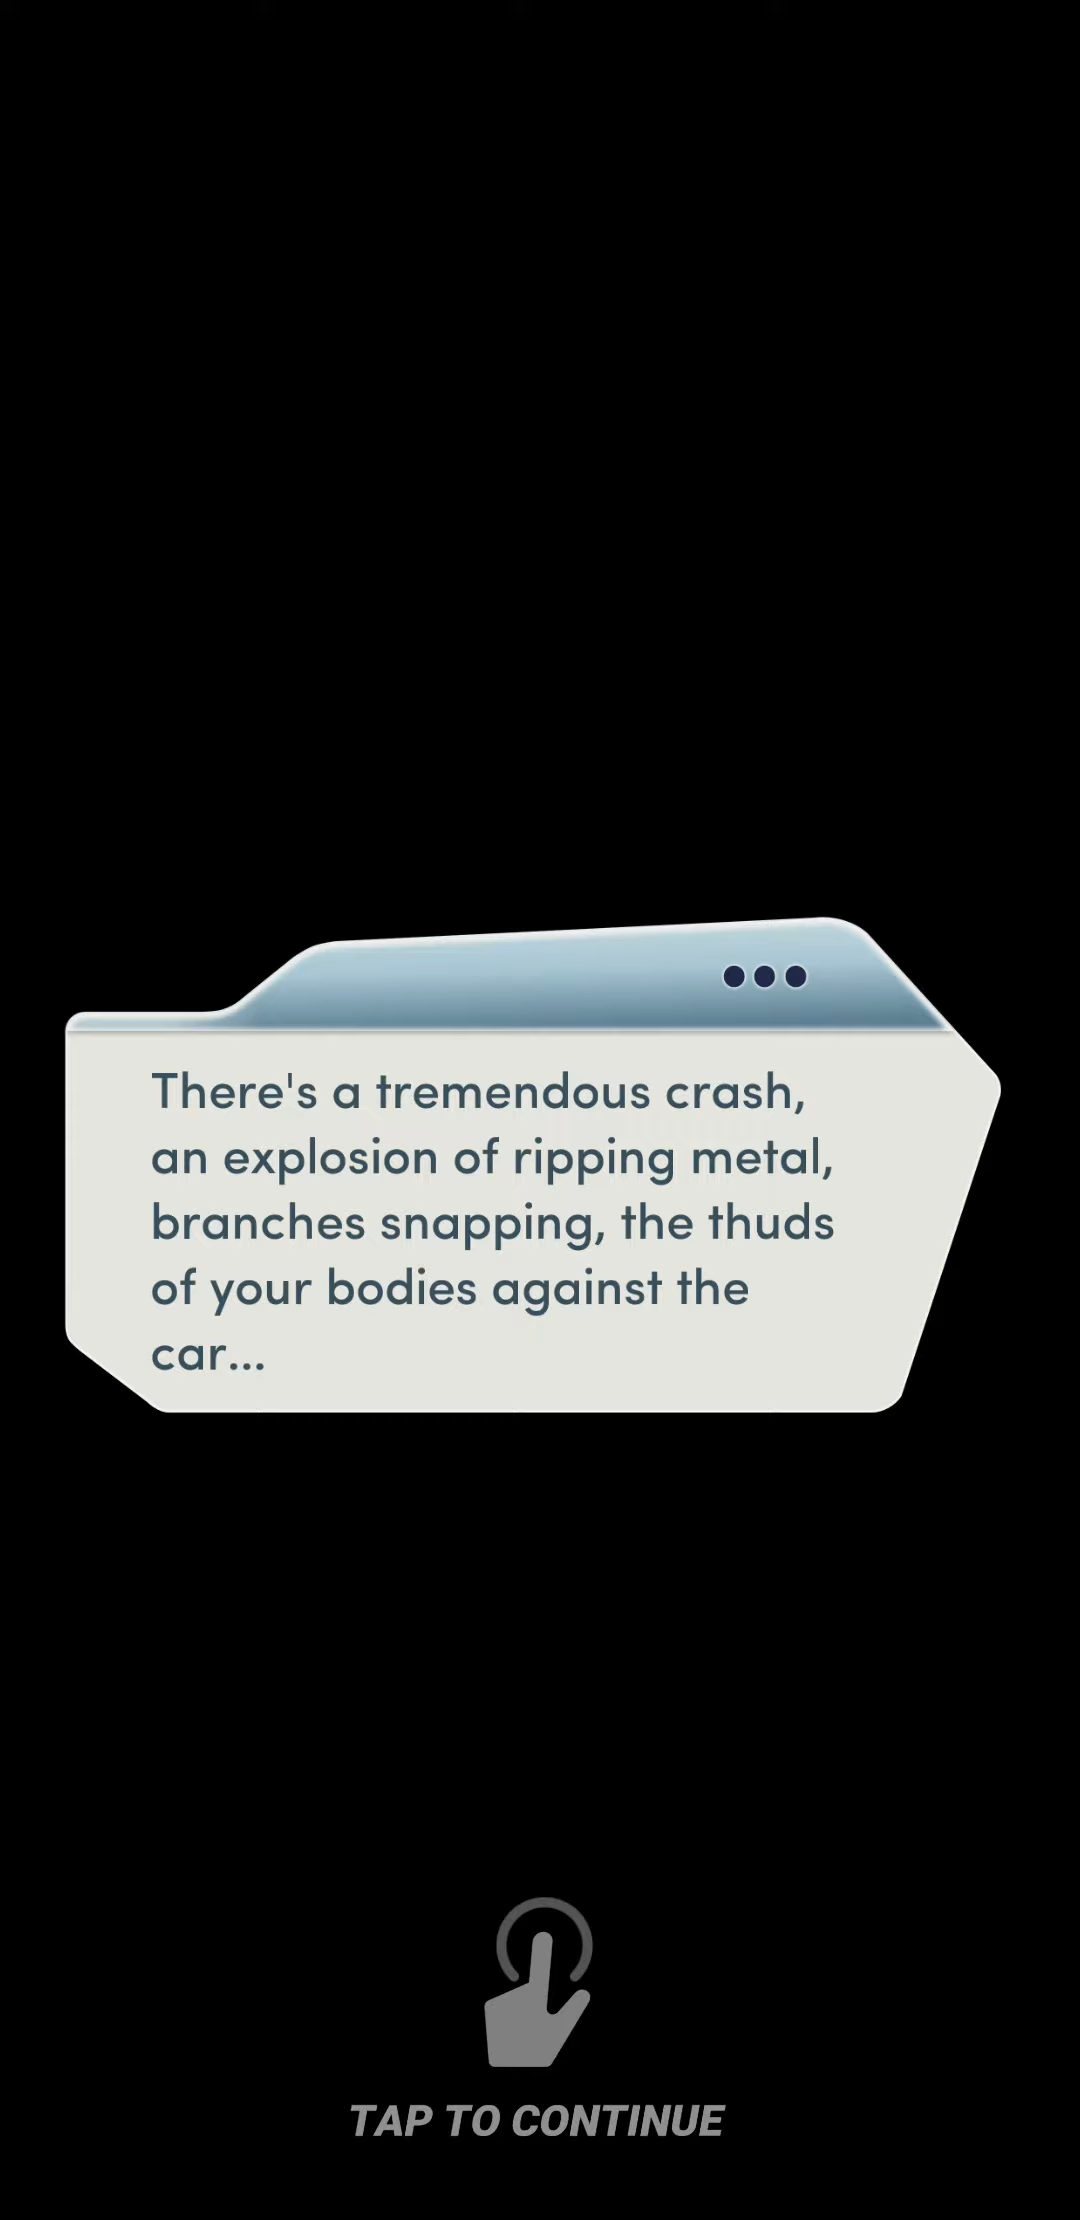 There's a tremendous crash,
an explosion of ripping metal,
branches snapping, the thuds
of your bodies against the
car...
TAP TO CONTINUE